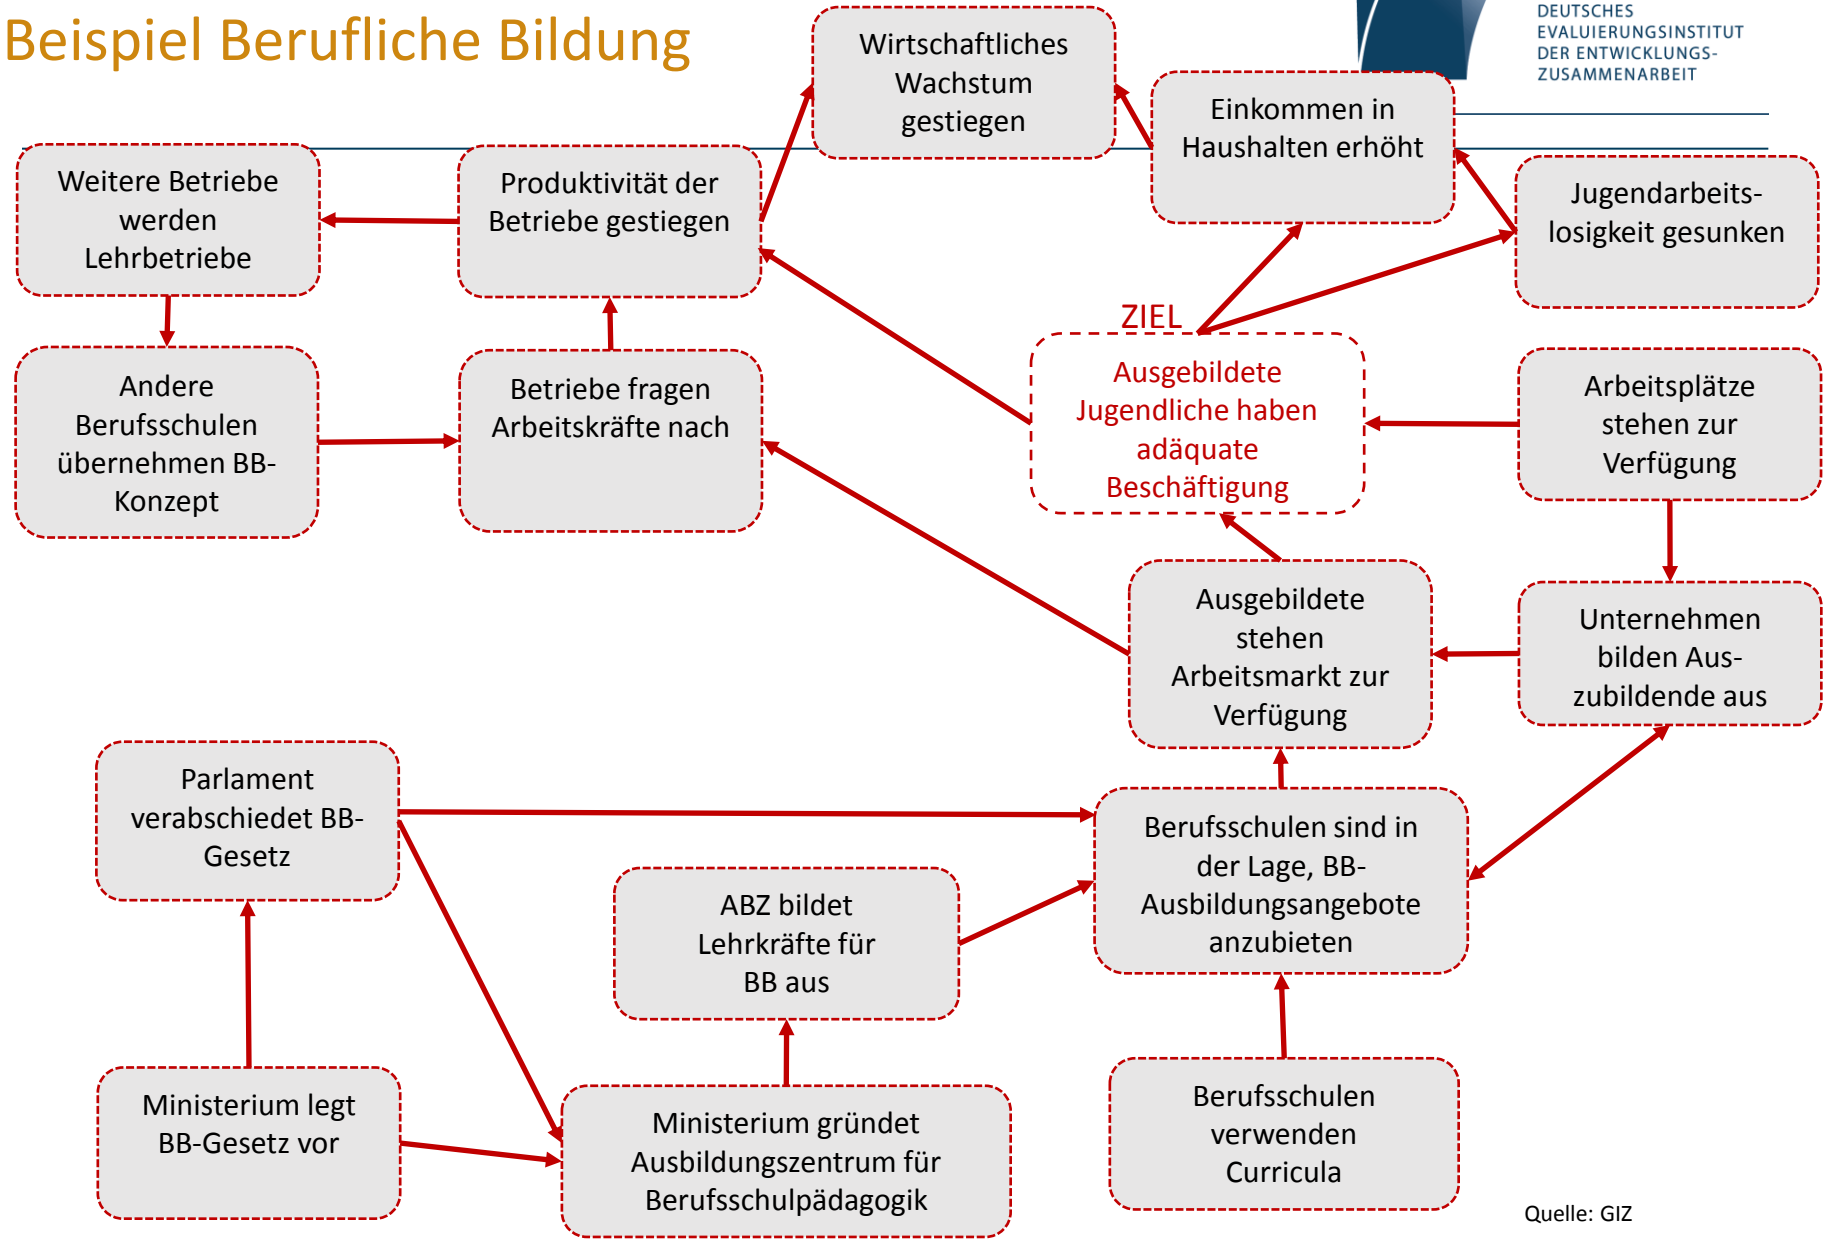 Beispiel Berufliche Bildung
DEUTSCHES
EVALUIERUNGSINSTITUT
DER ENTWICKLUNGS-
ZUSAMMENARBEIT
Wirtschaftliches
Wachstum
gestiegen
Einkommen in
Haushalten erhöht
Weitere Betriebe
werden
Lehrbetriebe
Produktivität der
Betriebe gestiegen
Jugendarbeits-
losigkeit gesunken
ZIEL
Andere
Berufsschulen
übernehmen BB-
Konzept
Betriebe fragen
Arbeitskräfte nach
Ausgebildete
Jugendliche haben
adäquate
Beschäftigung
Arbeitsplätze
stehen zur
Verfügung
Ausgebildete
stehen
Arbeitsmarkt zur
Verfügung
Unternehmen
bilden Aus-
zubildende aus
Parlament
verabschiedet BB-
Gesetz
ABZ bildet
Lehrkräfte für
BB aus
Berufsschulen sind in
der Lage, BB-
Ausbildungsangebote
anzubieten
Ministerium legt
BB-Gesetz vor
Ministerium gründet
Ausbildungszentrum für
Berufsschulpädagogik
Berufsschulen
verwenden
Curricula
Quelle: GIZ